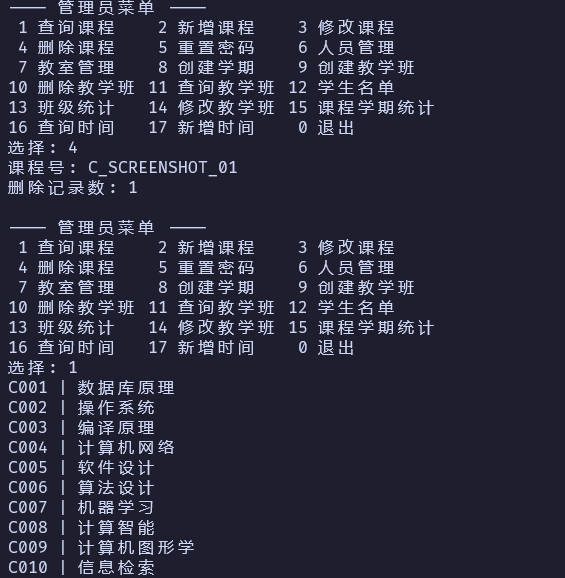 —— 管理员菜单 ——
1 查询课程 2 新增课程 3 修改课程
4 删除课程 5 重置密码 6 人员管理
7 教室管理 8 创建学期 9 创建教学班
10 删除教学班 11 查询教学班 12 学生名单
13 班级统计 14 修改教学班 15 课程学期统计
16 查询时间 17 新增时间 0 退出
选择: 4
课程号: C_SCREENSHOT_01
删除记录数: 1
—— 管理员菜单 ——
1 查询课程 2 新增课程 3 修改课程
4 删除课程 5 重置密码 6 人员管理
7 教室管理 8 创建学期 9 创建教学班
10 删除教学班 11 查询教学班 12 学生名单
13 班级统计 14 修改教学班 15 课程学期统计
16 查询时间 17 新增时间 0 退出
选择: 1
C001 | 数据库原理
C002 | 操作系统
C003 | 编译原理
C004 | 计算机网络
C005 | 软件设计
C006 | 算法设计
C007 | 机器学习
C008 | 计算智能
C009 | 计算机图形学
C010 | 信息检索